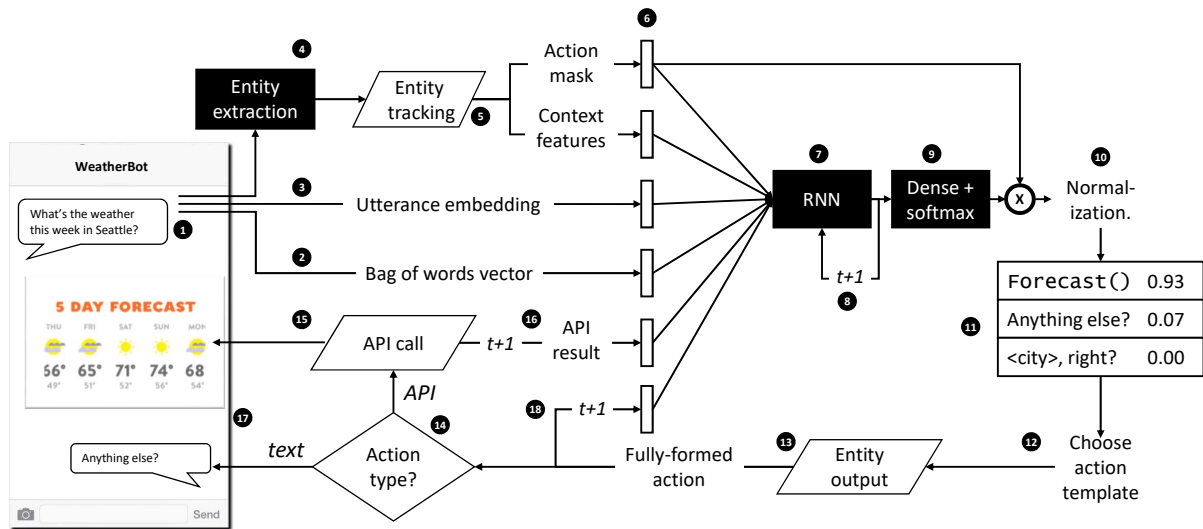 4
6
Entity
extraction
Entity
tracking
5
Action
mask
Context
features
WeatherBot
What's the weather
this week in Seattle?
1
3
Utterance embedding
2
Bag of words vector
7
RNN
t+1
8
9
Dense +
softmax
X
10
Normal-
ization.
11
Forecast() 0.93
Anything else? 0.07
<city>, right? 0.00
5 DAY FORECAST
THU FRI SAT SUN MON
66° 65° 71° 74° 68
49° 51° 52° 56° 54°
15
API call
16
t+1
API
result
API
17
text
14
Action
type?
18
t+1
Fully-formed
action
13
Entity
output
12
Choose
action
template
Anything else?
Send